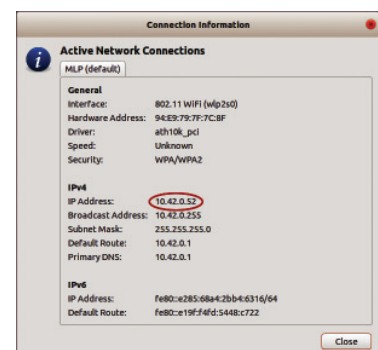 Connection Information
Active Network Connections
MLP (default)
General
Interface: 802.11 WiFi (wlp2s0)
Hardware Address: 94:E9:79:7F:7C:8F
Driver: ath10k_pci
Speed: Unknown
Security: WPA/WPA2
IPv4
IP Address: 10.42.0.52
Broadcast Address: 10.42.0.255
Subnet Mask: 255.255.255.0
Default Route: 10.42.0.1
Primary DNS: 10.42.0.1
IPv6
IP Address: fe80::e285:68a4:2bb4:6316/64
Default Route: fe80::e19f:f4fd:5448:c722
Close